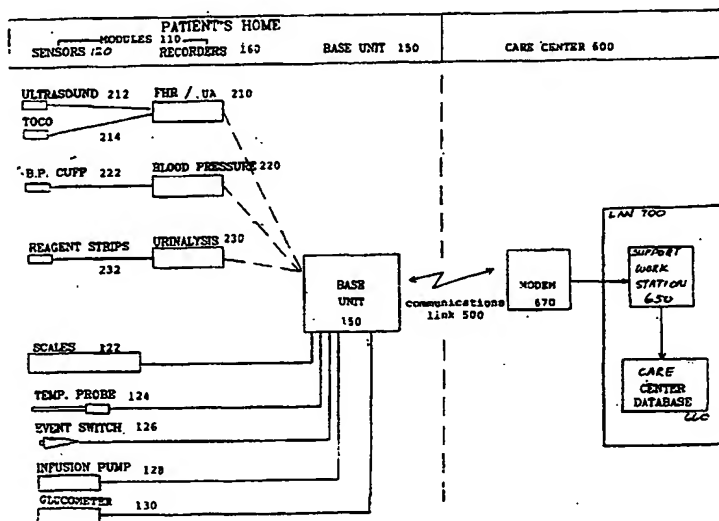 PATIENT'S HOME
MODULES 110
SENSORS 120 RECORDERS 160 BASE UNIT 150 CARE CENTER 600
ULTRASOUND 212 FHR / UA 210
TOCO
214
B.P. CUFF 222 BLOOD PRESSURE 220
REAGENT STRIPS URINALYSIS 230
232
LAN 700
SUPPORT
WORK
STATION
650
BASE
UNIT
150
communications
link 500
MODEM
670
SCALES 122
TEMP. PROBE 124
EVENT SWITCH 126
INFUSION PUMP 128
GLUCOMETER 130
CARE
CENTER
DATABASE
660